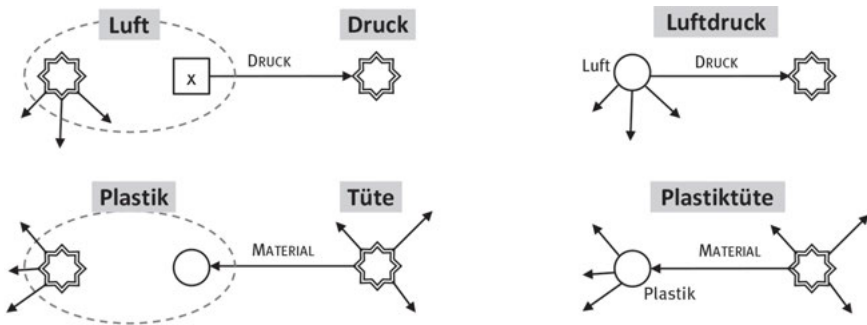 Luft
Druck
Luftdruck
x
DRUCK
Luft
DRUCK
Plastik
Tüte
Plastiktüte
MATERIAL
MATERIAL
Plastik